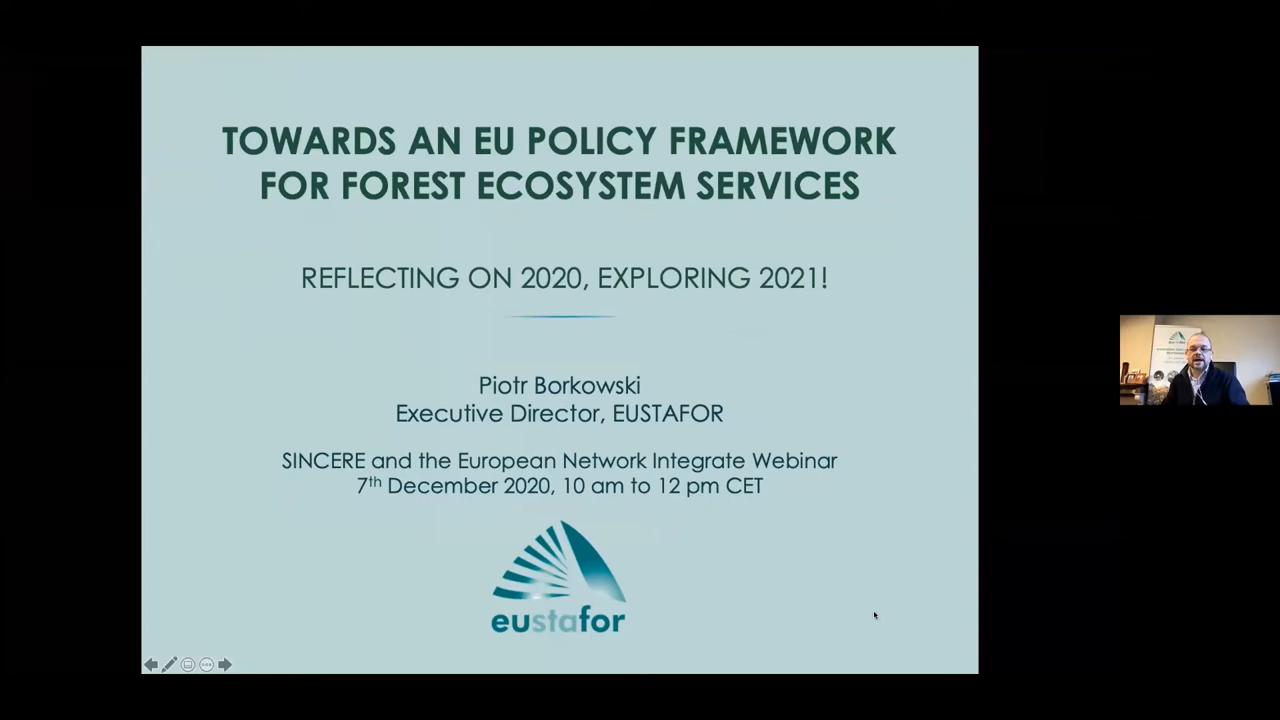 TOWARDS AN EU POLICY FRAMEWORK
FOR FOREST ECOSYSTEM SERVICES
REFLECTING ON 2020, EXPLORING 2021!
Piotr Borkowski
Executive Director, EUSTAFOR
SINCERE and the European Network Integrate Webinar
7th December 2020, 10 am to 12 pm CET
eustafor